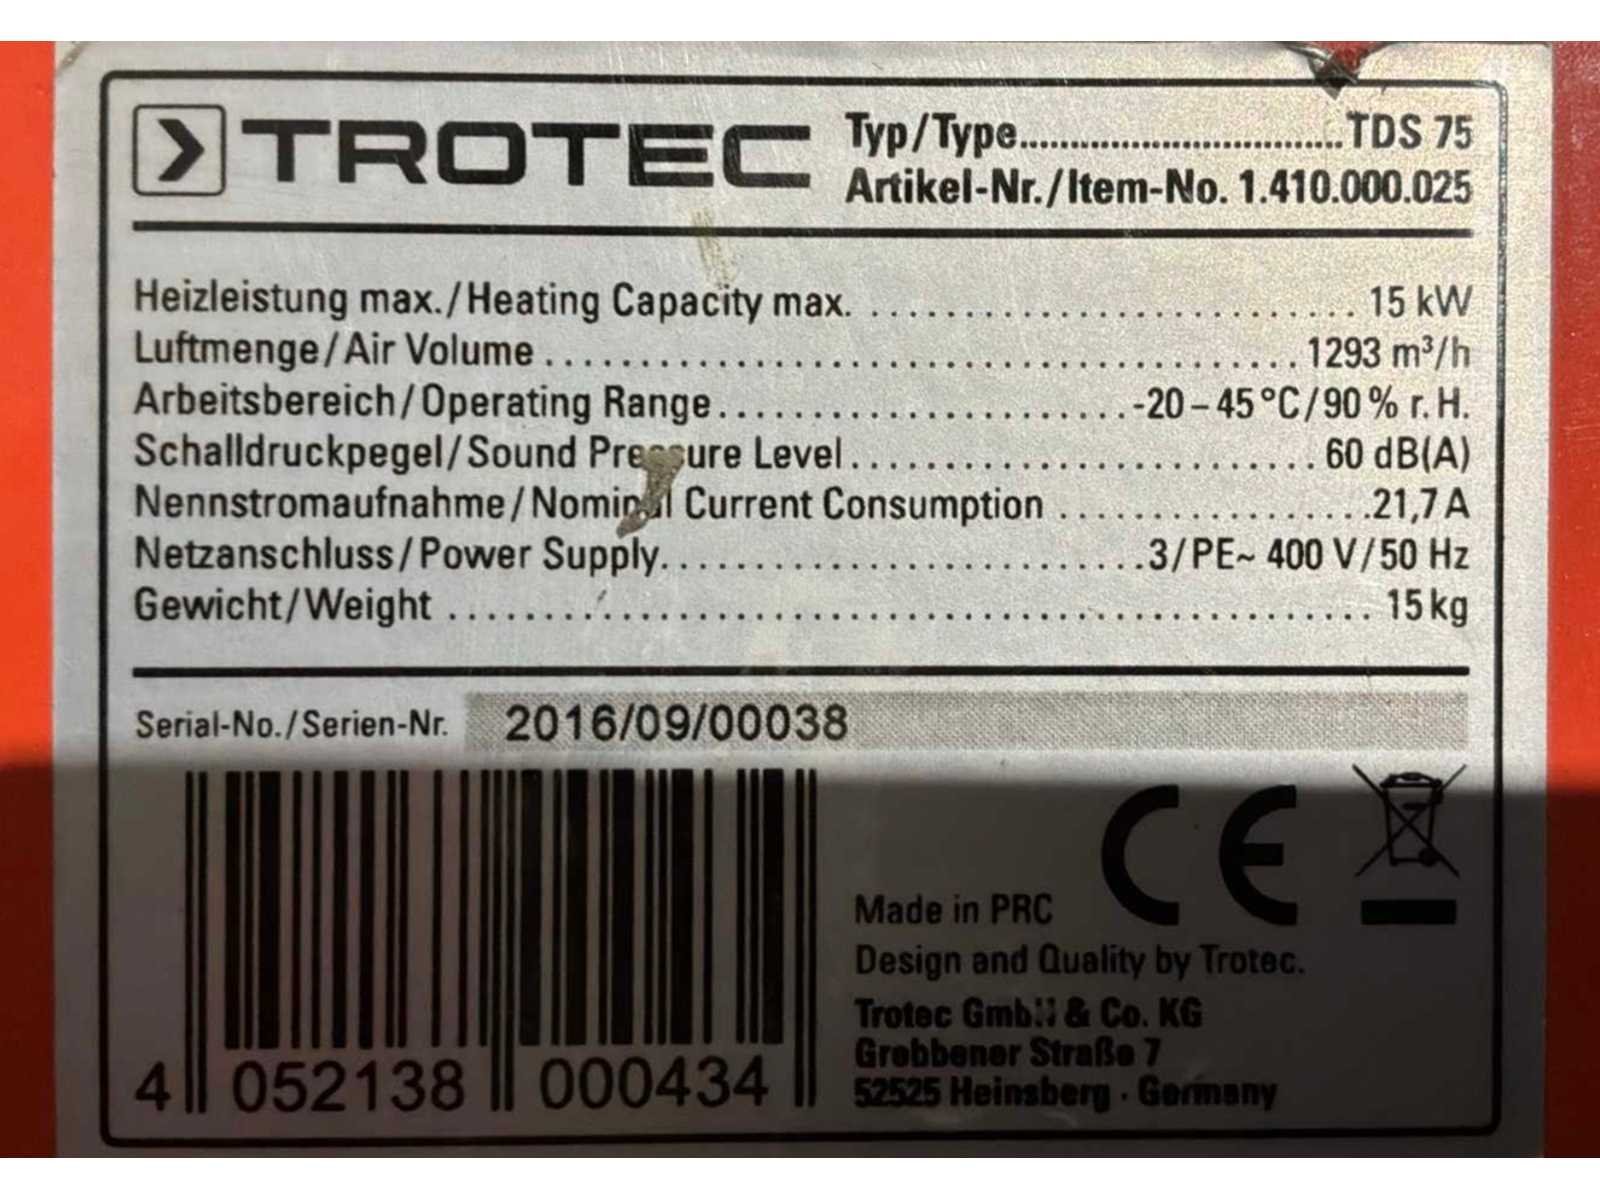 TROTEC
Typ/Type................................TDS 75
Artikel-Nr./Item-No. 1.410.000.025
Heizleistung max./Heating Capacity max. ......................... 15 kW
Luftmenge/Air Volume ...................................... 1293 m³/h
Arbeitsbereich/Operating Range.....................-20–45°C/90% r. H.
Schalldruckpegel/Sound Pressure Level........................ 60 dB(A)
Nennstromaufnahme/Nominal Current Consumption ................21,7 A
Netzanschluss/Power Supply.........................3/PE~ 400 V/50 Hz
Gewicht/Weight .............................................. 15 kg
Serial-No./Serien-Nr. 2016/09/00038
CE
Made in PRC
Design and Quality by Trotec.
Trotec GmbH & Co. KG
Grebbener Straße 7
52525 Heinsberg · Germany
4 052138 000434